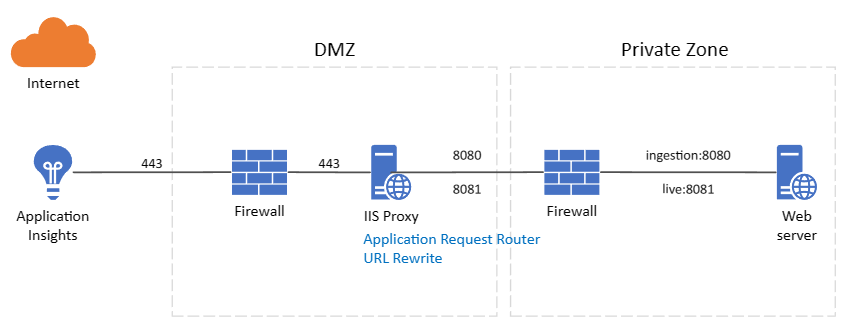 DMZ
Private Zone
Internet
443
443
8080
8081
ingestion:8080
live:8081
Application
Insights
Firewall
IIS Proxy
Application Request Router
URL Rewrite
Firewall
Web
server